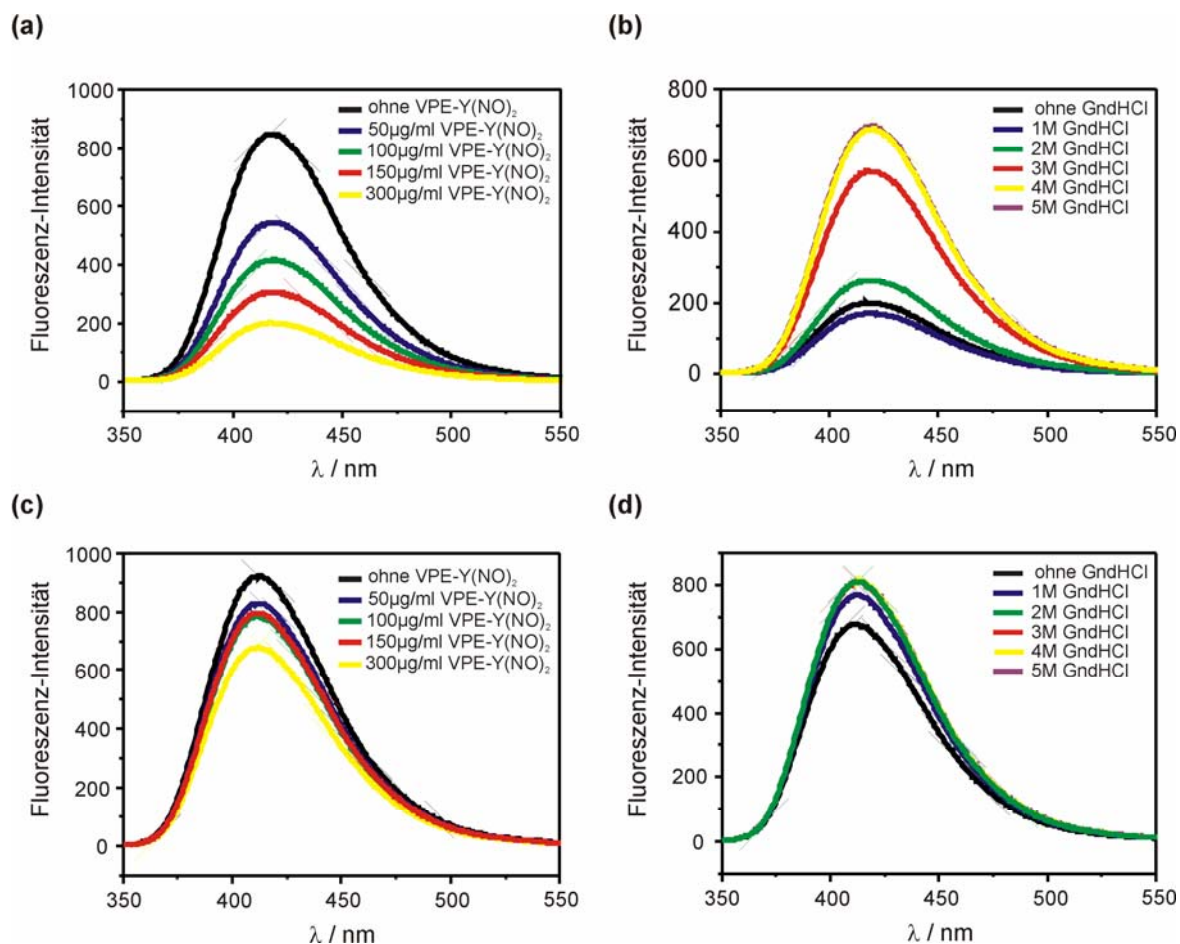 (a)
Fluoreszenz-Intensität
1000
800
600
400
200
0
350
400
450
500
550
λ / nm
ohne VPE-Y(NO)₂
50µg/ml VPE-Y(NO)₂
100µg/ml VPE-Y(NO)₂
150µg/ml VPE-Y(NO)₂
300µg/ml VPE-Y(NO)₂
(b)
Fluoreszenz-Intensität
800
700
600
500
400
300
200
100
0
350
400
450
500
550
λ / nm
ohne GndHCl
1M GndHCl
2M GndHCl
3M GndHCl
4M GndHCl
5M GndHCl
(c)
Fluoreszenz-Intensität
1000
800
600
400
200
0
350
400
450
500
550
λ / nm
ohne VPE-Y(NO)₂
50µg/ml VPE-Y(NO)₂
100µg/ml VPE-Y(NO)₂
150µg/ml VPE-Y(NO)₂
300µg/ml VPE-Y(NO)₂
(d)
Fluoreszenz-Intensität
800
600
400
200
0
350
400
450
500
550
λ / nm
ohne GndHCl
1M GndHCl
2M GndHCl
3M GndHCl
4M GndHCl
5M GndHCl